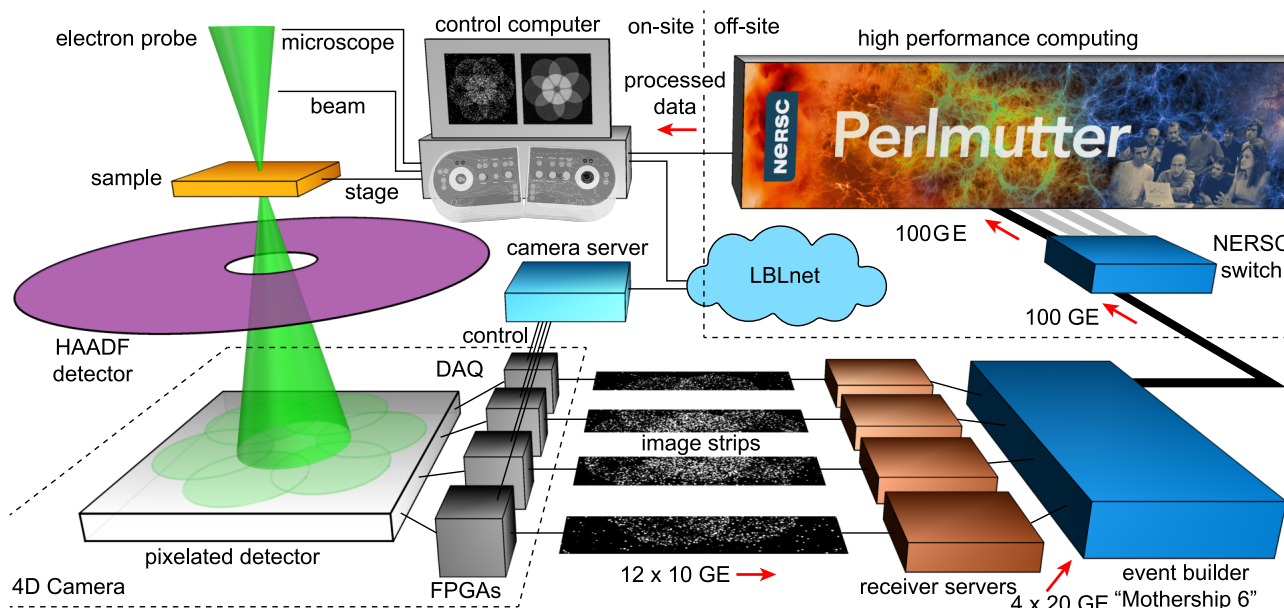 electron probe
microscope
control computer
on-site
off-site
high performance computing
beam
processed
data
NERSC
Perlmutter
sample
stage
camera server
LBLnet
100GE
NERSC
switch
100 GE
HAADF
detector
control
DAQ
image strips
pixelated detector
4D Camera
FPGAs
12 x 10 GE
receiver servers
4 x 20 GE
event builder
“Mothership 6”